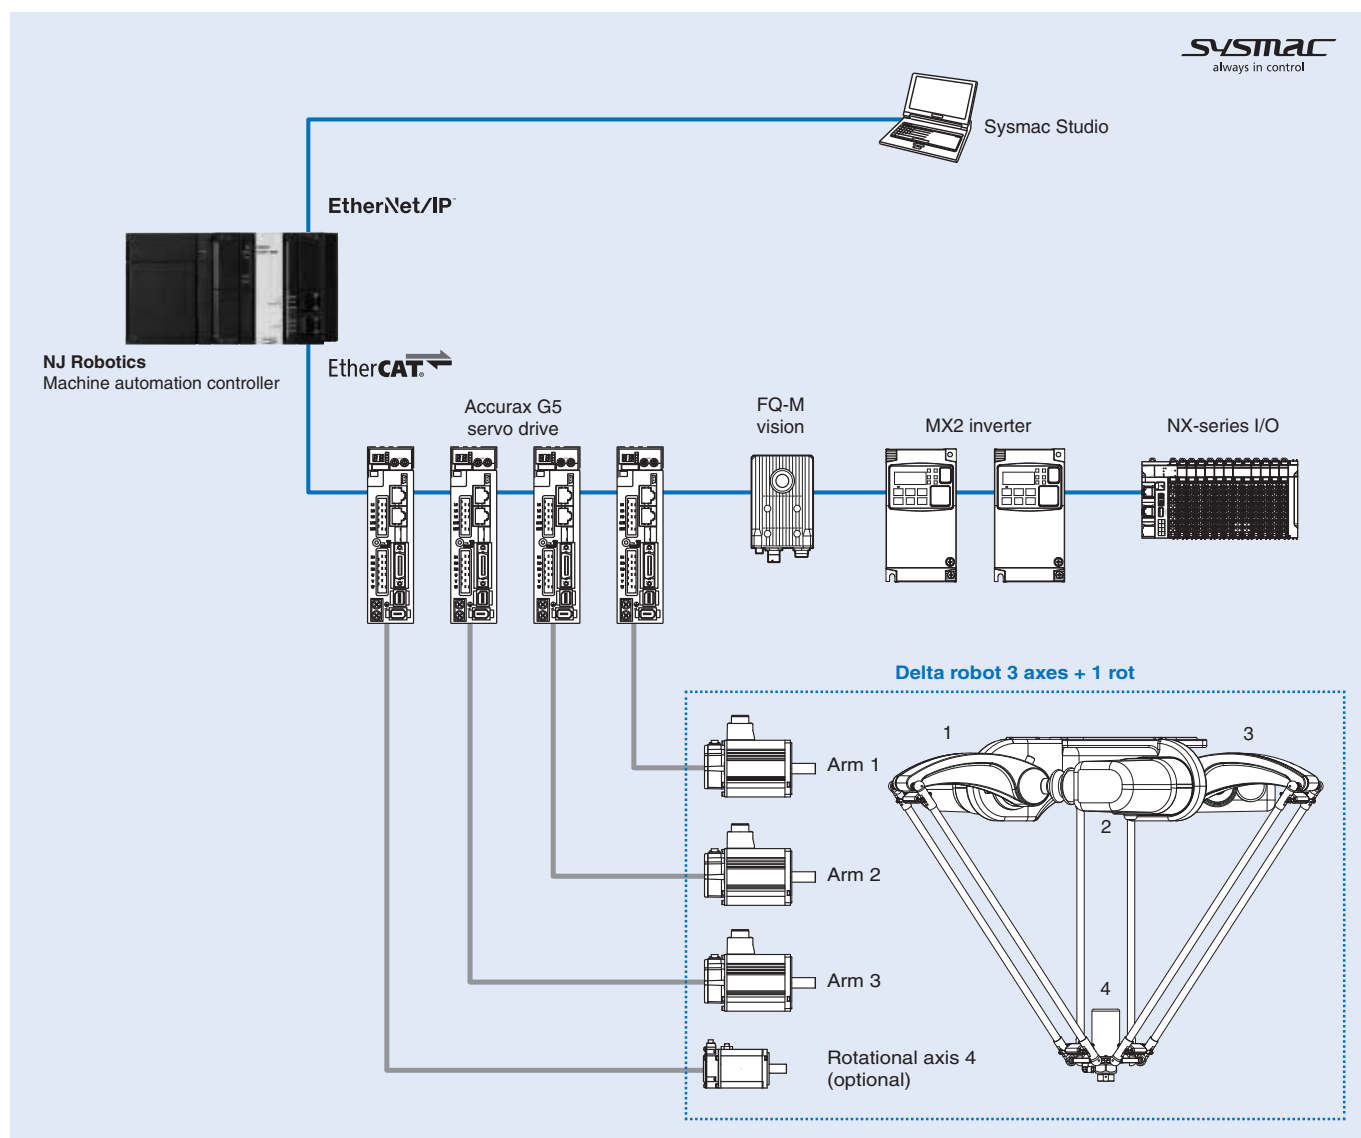 sysmac
always in control
Sysmac Studio
EtherNet/IP™
NJ Robotics
Machine automation controller
EtherCAT®
Accurax G5
servo drive
FQ-M
vision
MX2 inverter
NX-series I/O
Delta robot 3 axes + 1 rot
1
3
Arm 1
2
Arm 2
Arm 3
4
Rotational axis 4
(optional)